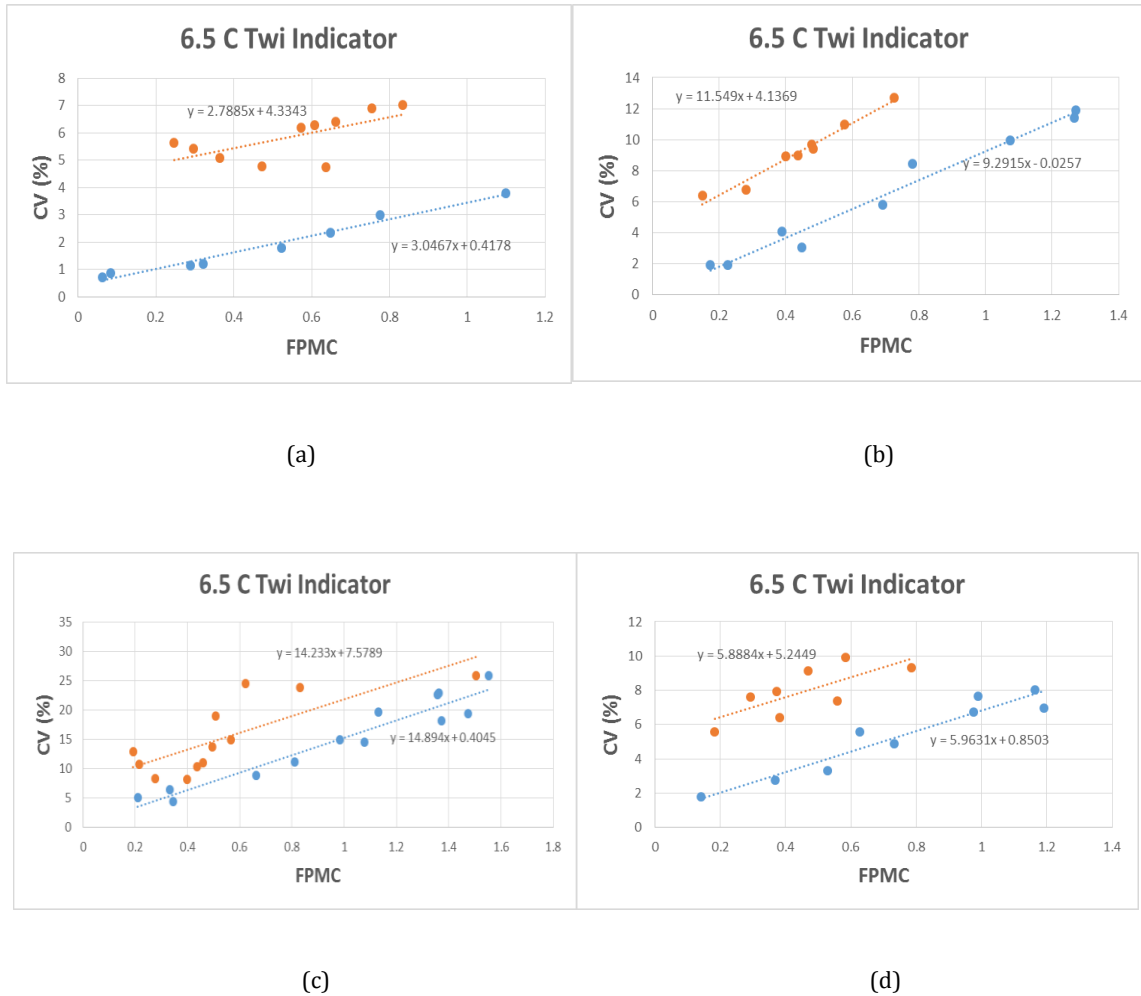 6.5 C Twi Indicator
8
7
6
5
4
3
2
1
0
CV (%)
y = 2.7885x + 4.3343
y = 3.0467x + 0.4178
0 0.2 0.4 0.6 0.8 1 1.2
FPMC
(a)
6.5 C Twi Indicator
14
12
10
8
6
4
2
0
CV (%)
y = 11.549x + 4.1369
y = 9.2915x - 0.0257
0 0.2 0.4 0.6 0.8 1 1.2 1.4
FPMC
(b)
6.5 C Twi Indicator
35
30
25
20
15
10
5
0
CV (%)
y = 14.233x + 7.5789
y = 14.894x + 0.4045
0 0.2 0.4 0.6 0.8 1 1.2 1.4 1.6 1.8
FPMC
(c)
6.5 C Twi Indicator
12
10
8
6
4
2
0
CV (%)
y = 5.8884x + 5.2449
y = 5.9631x + 0.8503
0 0.2 0.4 0.6 0.8 1 1.2 1.4
FPMC
(d)